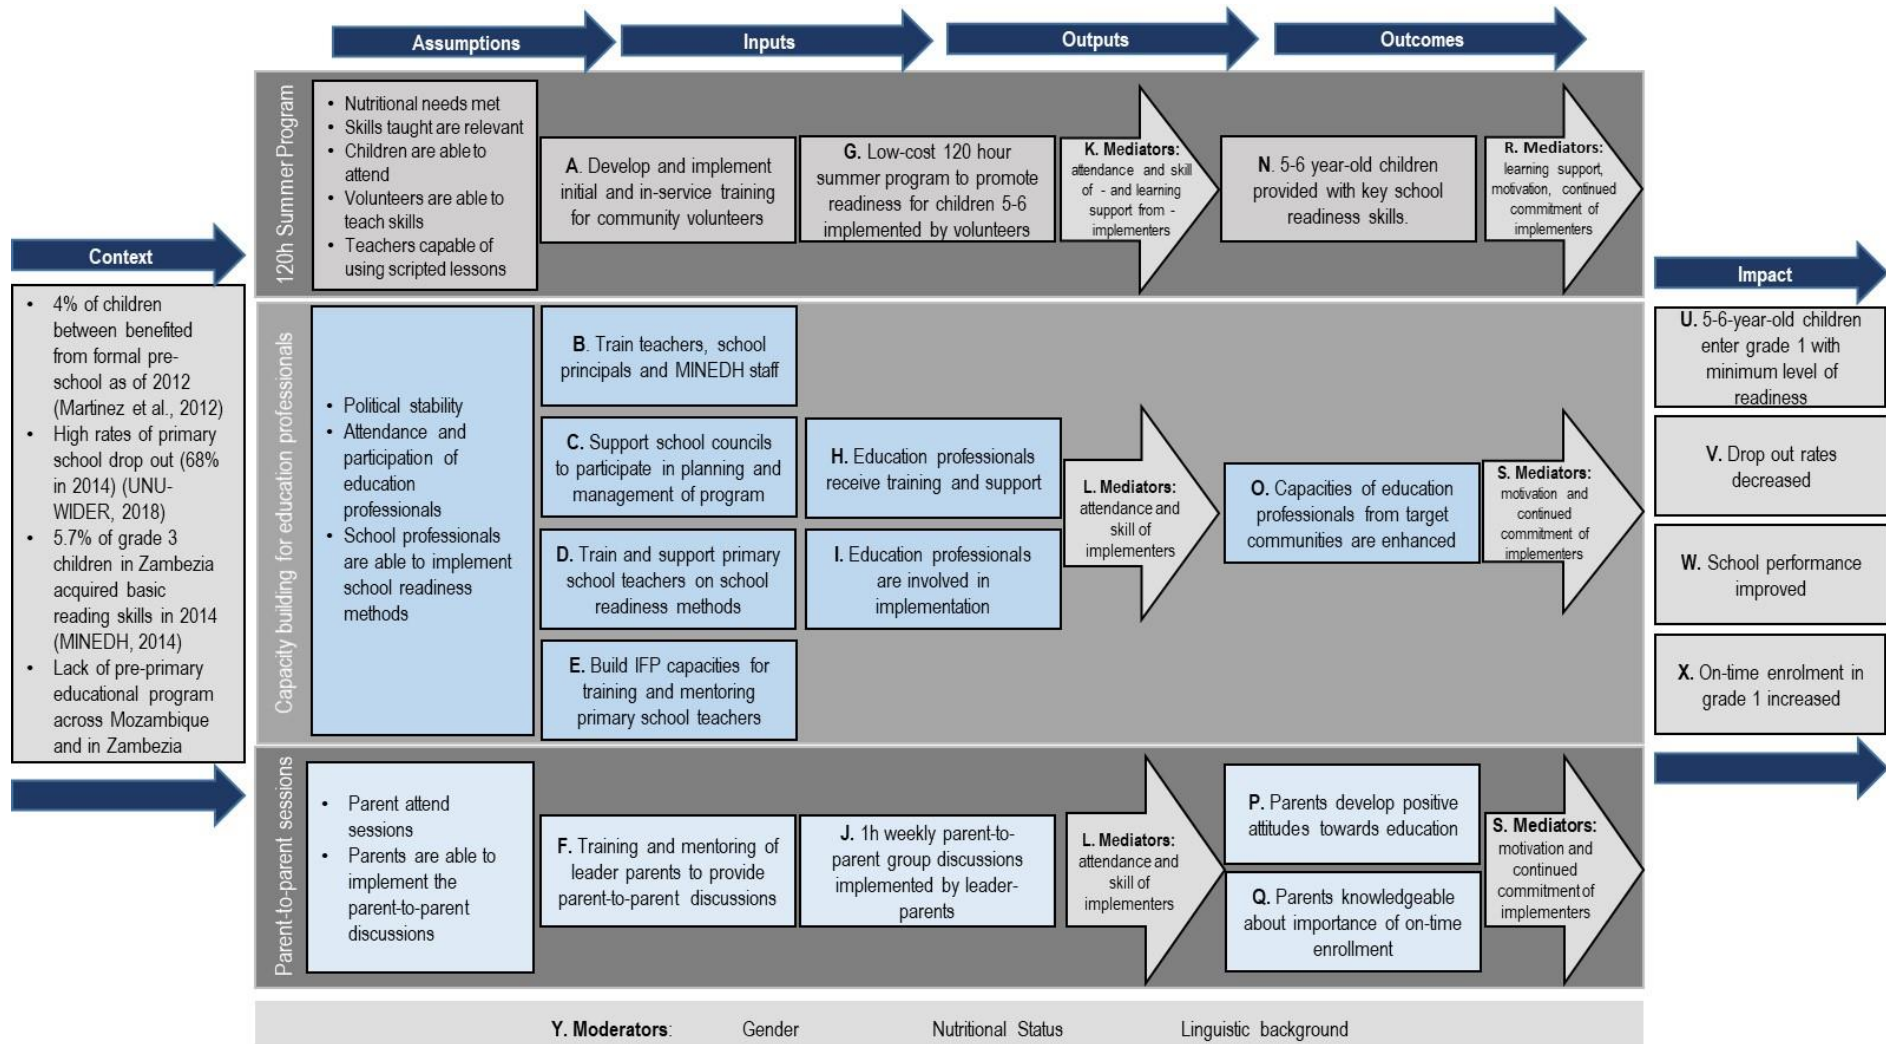 Assumptions
Inputs
Outputs
Outcomes
120h Summer Program
• Nutritional needs met
• Skills taught are relevant
• Children are able to
attend
• Volunteers are able to
teach skills
• Teachers capable of
using scripted lessons
A. Develop and implement
initial and in-service training
for community volunteers
G. Low-cost 120 hour
summer program to promote
readiness for children 5-6
implemented by volunteers
K. Mediators:
attendance and skill
of - and learning
support from -
implementers
N. 5-6 year-old children
provided with key school
readiness skills.
R. Mediators:
learning support,
motivation, continued
commitment of
implementers
Context
• 4% of children
between benefited
from formal pre-
school as of 2012
(Martinez et al., 2012)
• High rates of primary
school drop out (68%
in 2014) (UNU-
WIDER, 2018)
• 5.7% of grade 3
children in Zambezia
acquired basic
reading skills in 2014
(MINEDH, 2014)
• Lack of pre-primary
educational program
across Mozambique
and in Zambezia
Capacity building for education professionals
• Political stability
• Attendance and
participation of
education
professionals
• School professionals
are able to implement
school readiness
methods
B. Train teachers, school
principals and MINEDH staff
C. Support school councils
to participate in planning and
management of program
D. Train and support primary
school teachers on school
readiness methods
E. Build IFP capacities for
training and mentoring
primary school teachers
H. Education professionals
receive training and support
I. Education professionals
are involved in
implementation
L. Mediators:
attendance and
skill of
implementers
O. Capacities of education
professionals from target
communities are enhanced
S. Mediators:
motivation and
continued
commitment of
implementers
Impact
U. 5-6-year-old children
enter grade 1 with
minimum level of
readiness
V. Drop out rates
decreased
W. School performance
improved
X. On-time enrolment in
grade 1 increased
Parent-to-parent sessions
• Parent attend
sessions
• Parents are able to
implement the
parent-to-parent
discussions
F. Training and mentoring of
leader parents to provide
parent-to-parent discussions
J. 1h weekly parent-to-
parent group discussions
implemented by leader-
parents
L. Mediators:
attendance and
skill of
implementers
P. Parents develop positive
attitudes towards education
Q. Parents knowledgeable
about importance of on-time
enrollment
S. Mediators:
motivation and
continued
commitment of
implementers
Y. Moderators: Gender Nutritional Status Linguistic background